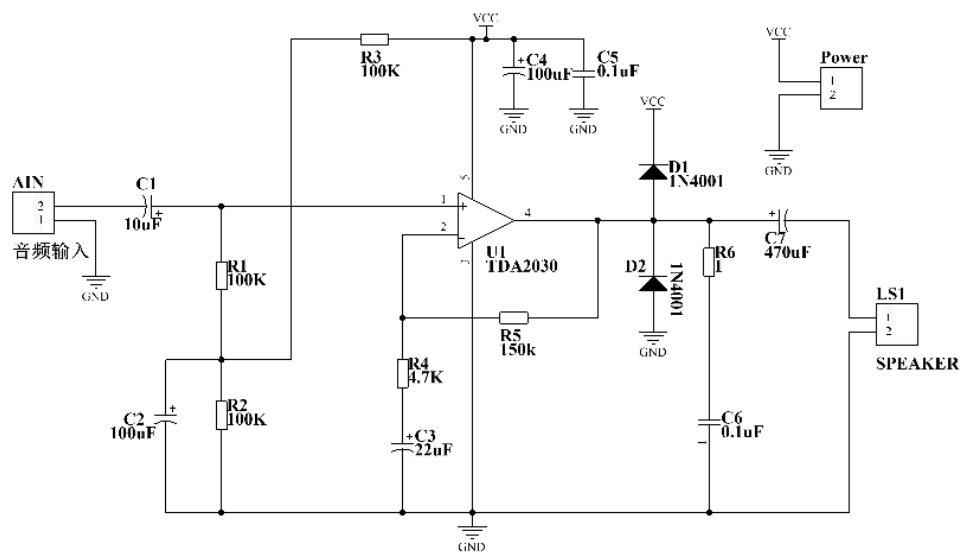 VCC
R3
100K
C4
100uF
C5
0.1uF
GND
GND
VCC
Power
1
2
GND
VCC
D1
1N4001
AIN
2
1
音频输入
GND
C1
10uF
1
2
5
4
3
U1
TDA2030
R1
100K
D2
1N4001
GND
R6
1
C7
470uF
LS1
1
2
SPEAKER
R5
150k
R4
4.7K
C2
100uF
R2
100K
C3
22uF
C6
0.1uF
1
GND